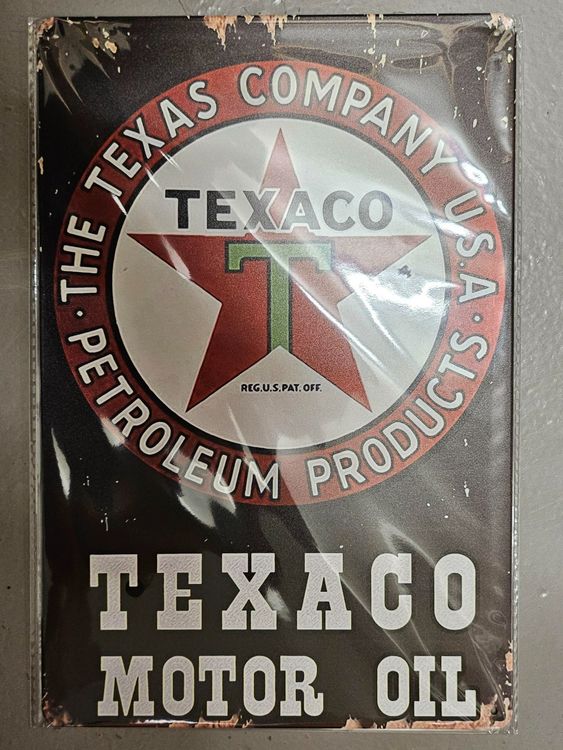 THE TEXAS COMPANY U.S.A.
TEXACO
T
REG.U.S.PAT.OFF.
PETROLEUM PRODUCTS
TEXACO
MOTOR OIL